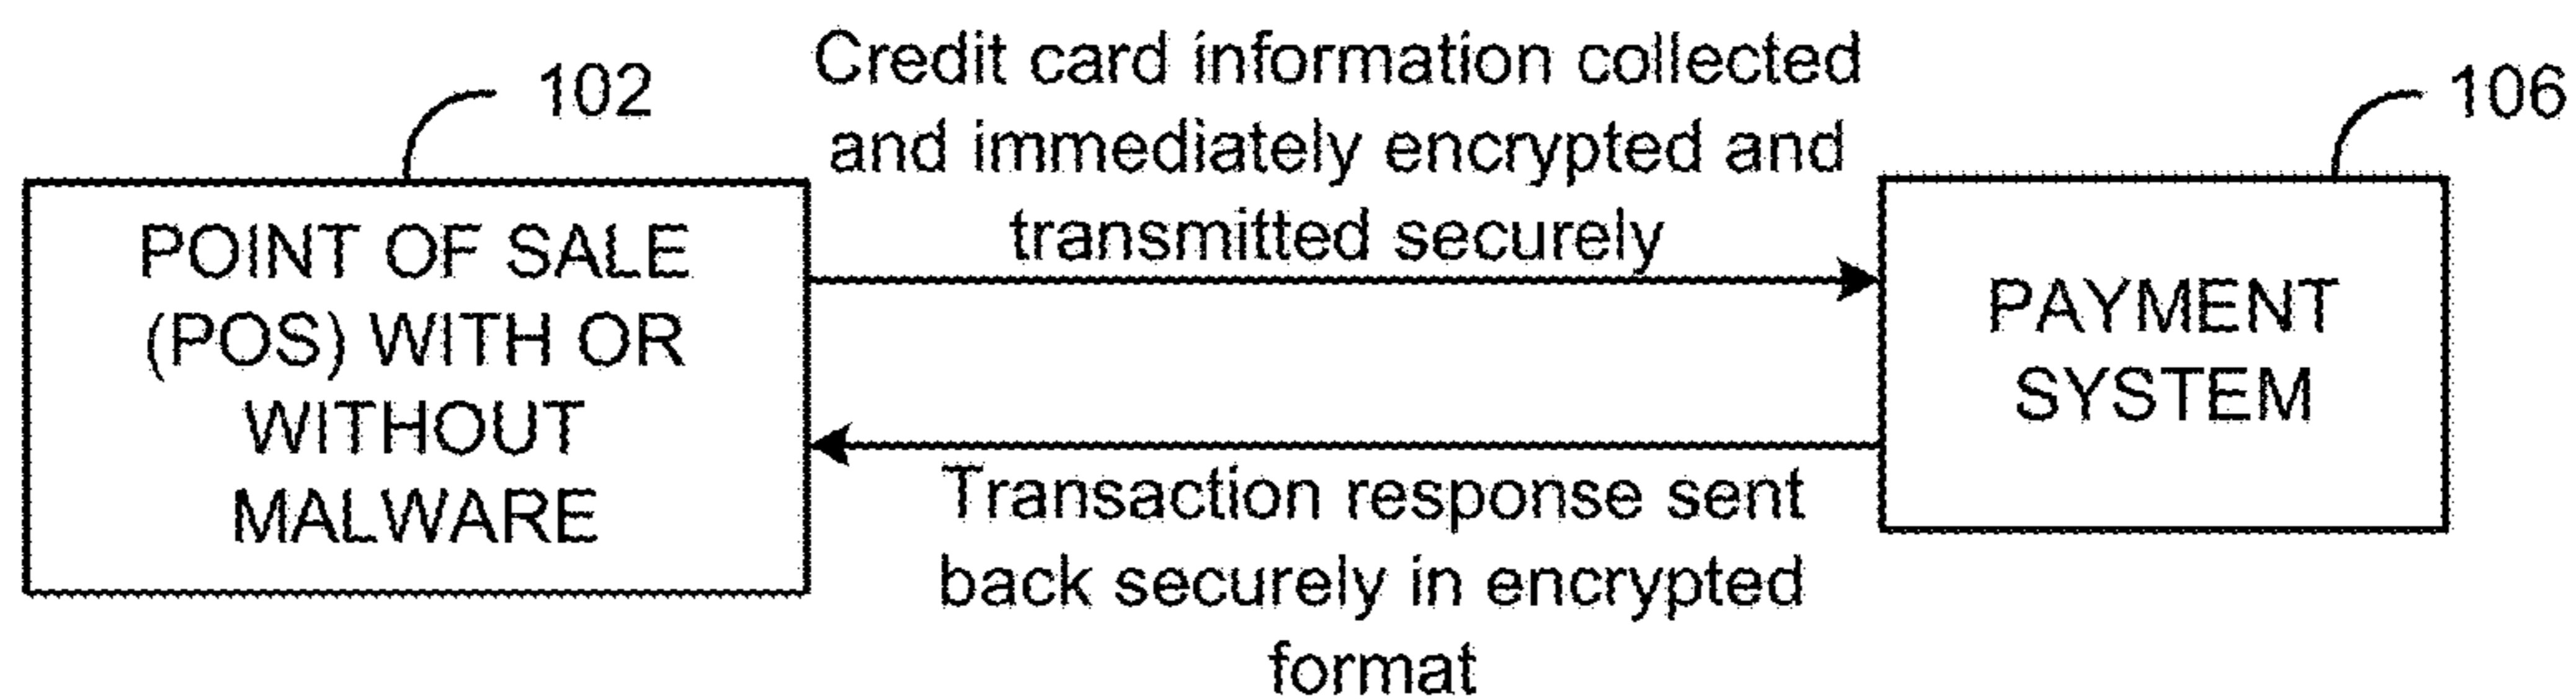 102
Credit card information collected
and immediately encrypted and
transmitted securely
106
POINT OF SALE
(POS) WITH OR
WITHOUT
MALWARE
PAYMENT
SYSTEM
Transaction response sent
back securely in encrypted
format